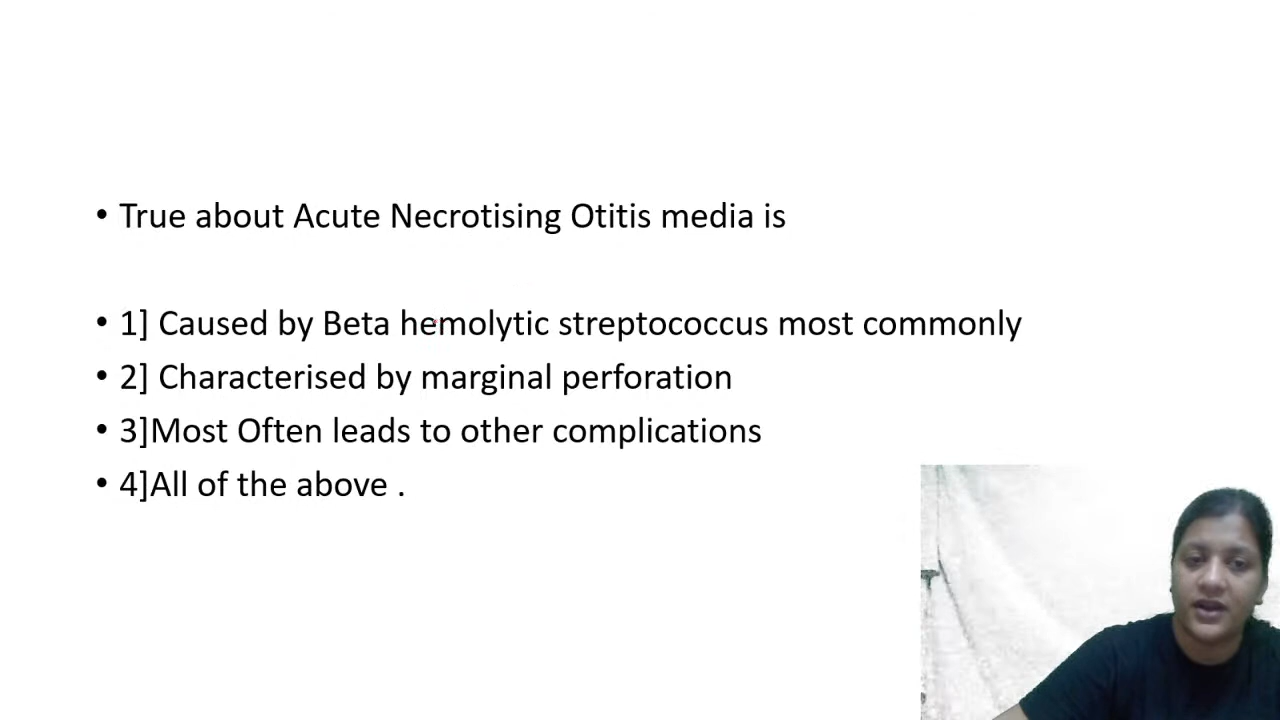 • True about Acute Necrotising Otitis media is
• 1] Caused by Beta hemolytic streptococcus most commonly
• 2] Characterised by marginal perforation
• 3]Most Often leads to other complications
• 4]All of the above .